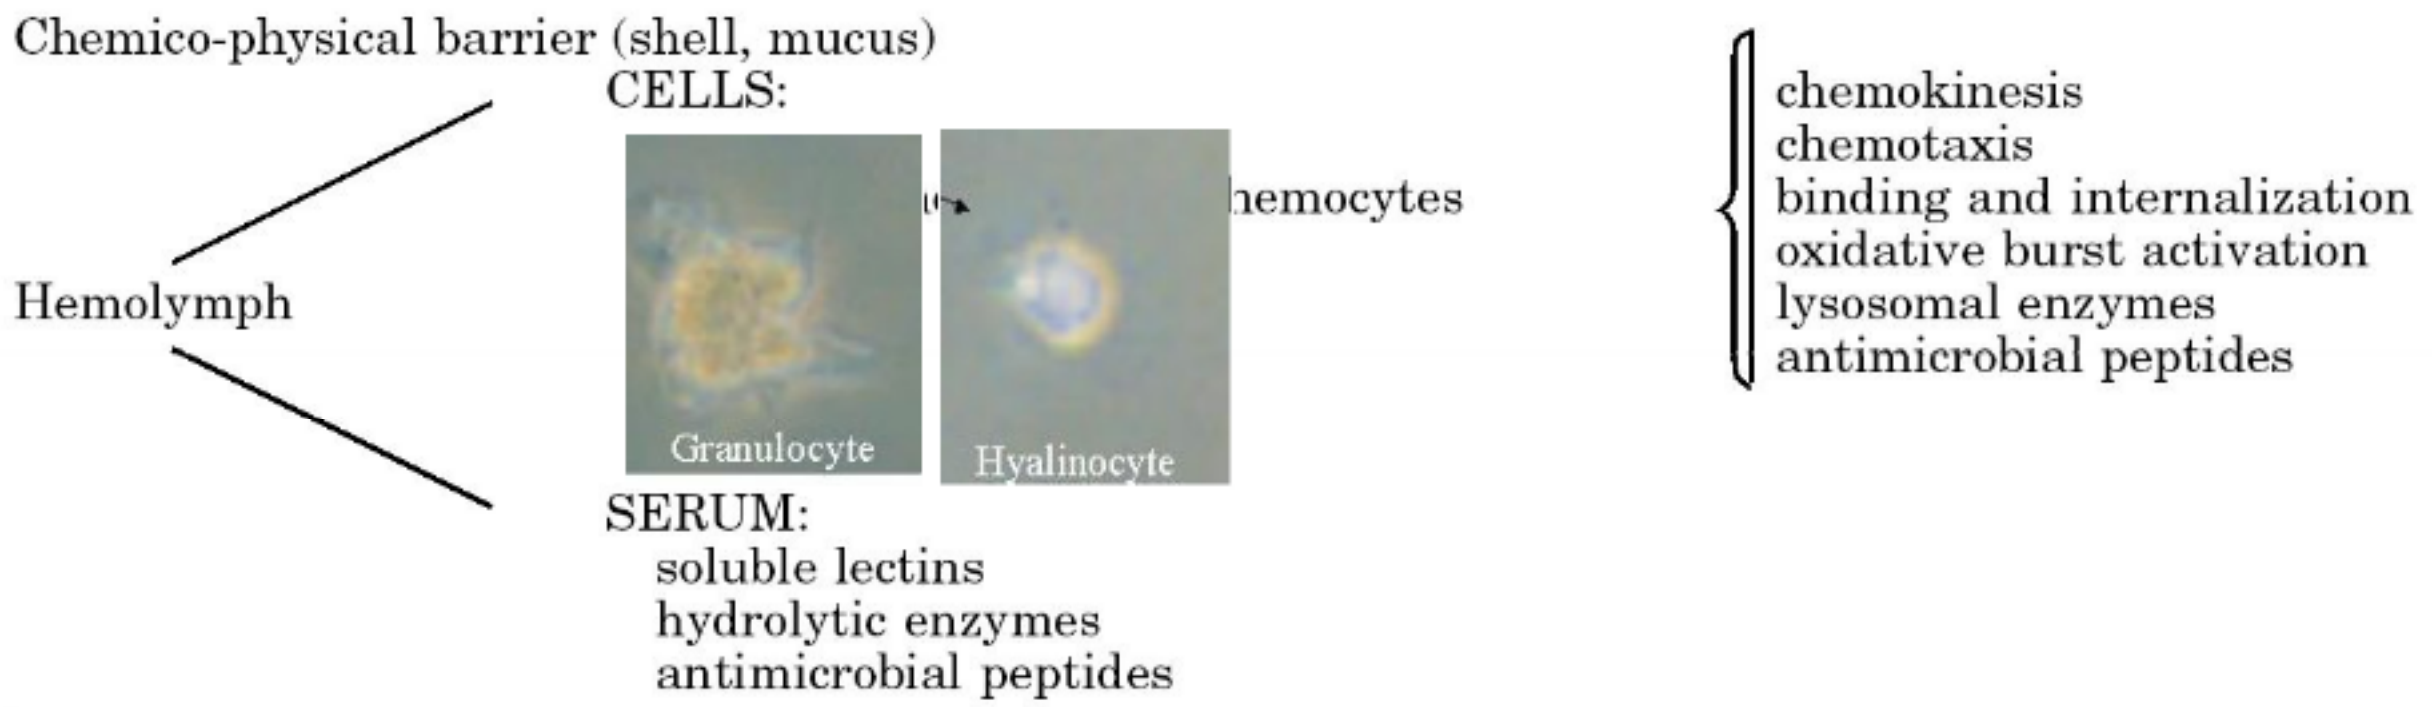 Chemico-physical barrier (shell, mucus)
CELLS:
hemocytes
Granulocyte
Hyalinocyte
chemokinesis
chemotaxis
binding and internalization
oxidative burst activation
lysosomal enzymes
antimicrobial peptides
Hemolymph
SERUM:
soluble lectins
hydrolytic enzymes
antimicrobial peptides